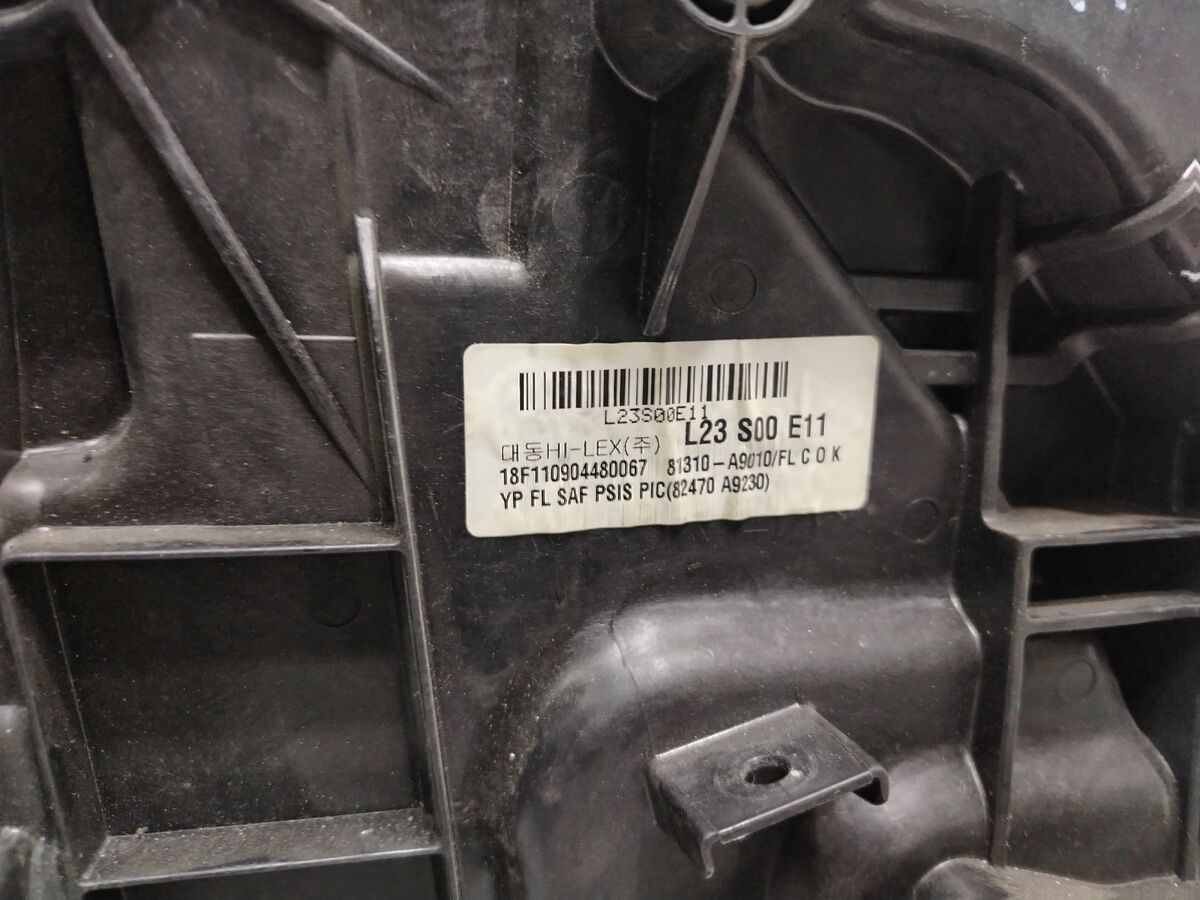 L23S00E11
L23 S00 E11
대동HI-LEX(주)
18F110904480067 81310-A9010/FL C O K
YP FL SAF PSIS PIC(82470 A9230)